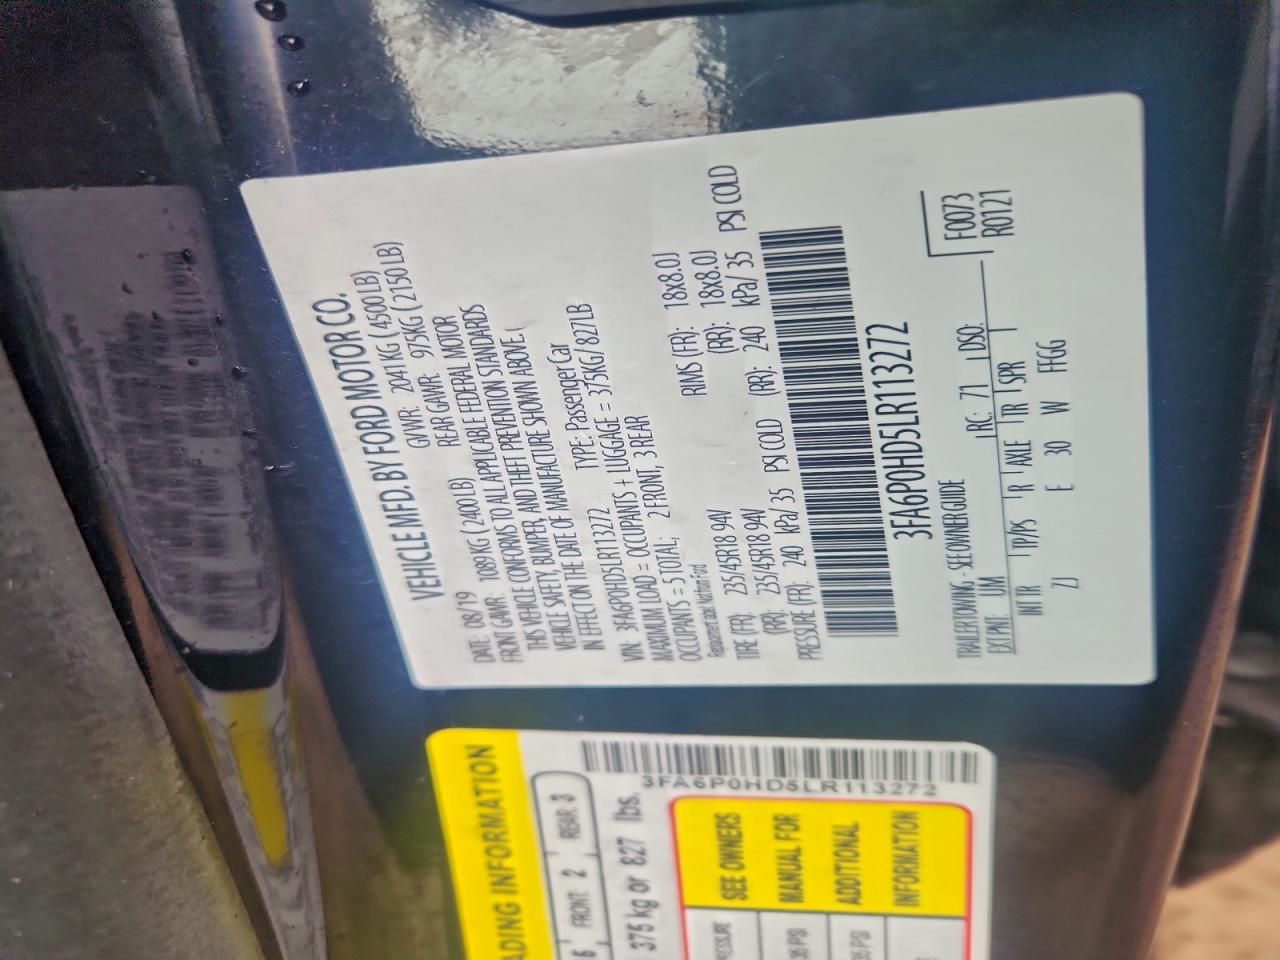 VEHICLE MFD. BY FORD MOTOR CO.
DATE: 08/19 GVWR: 2041 KG ( 4500 LB)
FRONT GAWR: 1089 KG ( 2400 LB) REAR GAWR: 975KG ( 2150 LB)
THIS VEHICLE CONFORMS TO ALL APPLICABLE FEDERAL MOTOR
VEHICLE SAFETY, BUMPER, AND THEFT PREVENTION STANDARDS
IN EFFECT ON THE DATE OF MANUFACTURE SHOWN ABOVE. (
VIN: 3FA6P0HD5LR113272 TYPE: Passenger Car
MAXIMUM LOAD = OCCUPANTS + LUGGAGE = 375KG/ 827LB
OCCUPANTS = 5 TOTAL; 2 FRONT, 3 REAR
TIRE (FR): 235/45R18 94V RIMS (FR): 18x8.0J
(RR): 235/45R18 94V (RR): 18x8.0J
PRESSURE (FR): 240 kPa/ 35 PSI COLD (RR): 240 kPa/ 35 PSI COLD
3FA6P0HD5LR113272
TRAILER TOWING - SEE OWNER GUIDE
F0073
EXT PNT: UM RC: 71 DSO: R0121
INT TR TP/PS R AXLE TR SPR
ZJ E 30 W FFGG
ADING INFORMATION
FRONT: 2 REAR: 3
375 kg or 827 lbs.
3FA6P0HD5LR113272
SEE OWNERS
MANUAL FOR
35 PSI
ADDITIONAL
35 PSI
INFORMATION